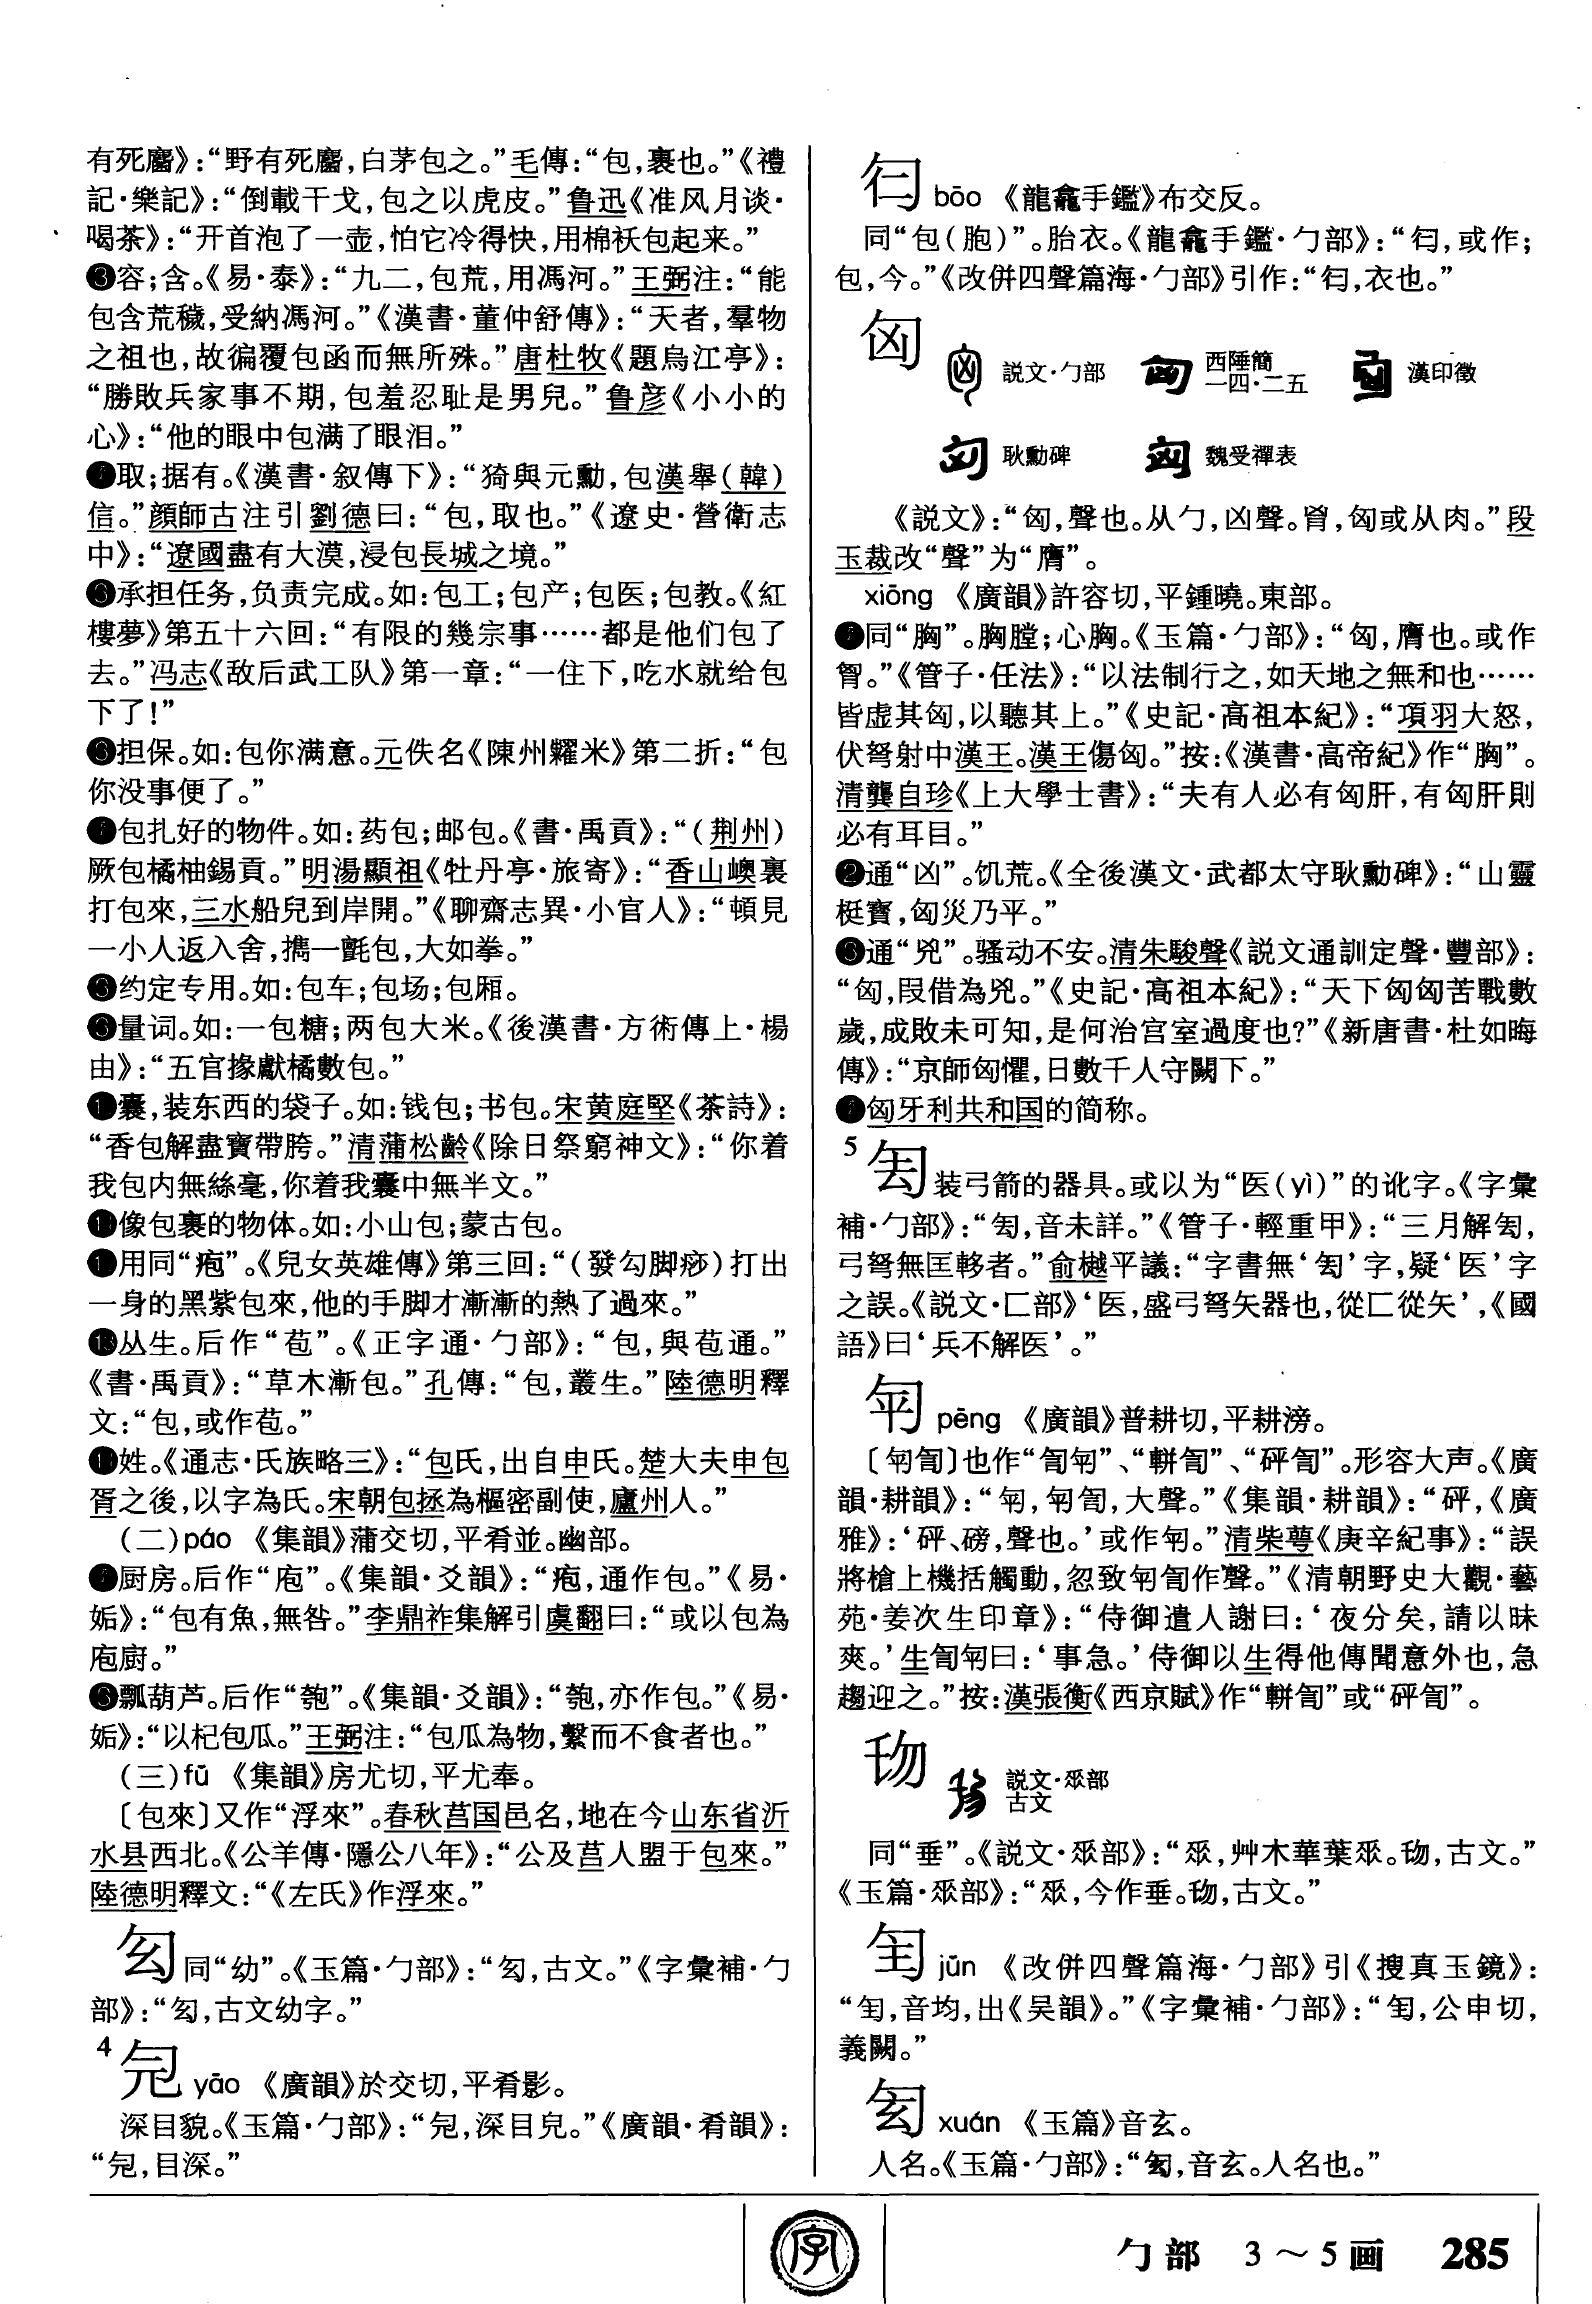 有死麕》：“野有死麕，白茅包之。”毛傳：“包，裹也。”《禮
記·樂記》：“倒載干戈，包之以虎皮。”鲁迅《准风月谈·
喝茶》：“开首泡了一壶，怕它冷得快，用棉袄包起来。”
❸容；含。《易·泰》：“九二，包荒，用馮河。”王弼注：“能
包含荒穢，受納馮河。”《漢書·董仲舒傳》：“天者，羣物
之祖也，故徧覆包函而無所殊。”唐杜牧《題烏江亭》：
“勝敗兵家事不期，包羞忍耻是男兒。”鲁彦《小小的
心》：“他的眼中包满了眼泪。”
取；据有。《漢書·叙傳下》：“猗與元勳，包漢舉（韓）
信。”顔師古注引劉德曰：“包，取也。”《遼史·營衛志
中》：“遼國盡有大漠，浸包長城之境。”
承担任务，负责完成。如：包工；包产；包医；包教。《紅
樓夢》第五十六回：“有限的幾宗事……都是他们包了
去。”冯志《敌后武工队》第一章：“一住下，吃水就给包
下了！”
担保。如：包你满意。元佚名《陳州糶米》第二折：“包
你没事便了。”
包扎好的物件。如：药包；邮包。《書·禹貢》：“（荆州）
厥包橘柚錫貢。”明湯顯祖《牡丹亭·旅寄》：“香山嶴裏
打包來，三水船兒到岸開。”《聊齋志異·小官人》：“頓見
一小人返入舍，攜一氈包，大如拳。”
约定专用。如：包车；包场；包厢。
量词。如：一包糖；两包大米。《後漢書·方術傳上·楊
由》：“五官掾獻橘數包。”
囊，装东西的袋子。如：钱包；书包。宋黄庭堅《茶詩》：
“香包解盡寶帶胯。”清蒲松齡《除日祭窮神文》：“你着
我包内無絲毫，你着我囊中無半文。”
像包裹的物体。如：小山包；蒙古包。
用同“疱”。《兒女英雄傳》第三回：“（發勾脚痧）打出
一身的黑紫包來，他的手脚才漸漸的熱了過來。”
丛生。后作“苞”。《正字通·勹部》：“包，與苞通。”
《書·禹貢》：“草木漸包。”孔傳：“包，叢生。”陸德明釋
文：“包，或作苞。”
姓。《通志·氏族略三》：“包氏，出自申氏。楚大夫申包
胥之後，以字為氏。宋朝包拯為樞密副使，廬州人。”
（二）páo 《集韻》蒲交切，平肴並。幽部。
厨房。后作“庖”。《集韻·爻韻》：“庖，通作包。”《易·
姤》：“包有魚，無咎。”李鼎祚集解引虞翻曰：“或以包為
庖廚。”
瓢葫芦。后作“匏”。《集韻·爻韻》：“匏，亦作包。”《易·
姤》：“以杞包瓜。”王弼注：“包瓜為物，繫而不食者也。”
（三）fú 《集韻》房尤切，平尤奉。
〔包來〕又作“浮來”。春秋莒国邑名，地在今山东省沂
水县西北。《公羊傳·隱公八年》：“公及莒人盟于包來。”
陸德明釋文：“《左氏》作浮來。”
同“幼”。《玉篇·勹部》：“，古文。”《字彙補·勹
部》：“，古文幼字。”
4
yāo 《廣韻》於交切，平肴影。
深目貌。《玉篇·勹部》：“，深目皃。”《廣韻·肴韻》：
“，目深。”
bāo 《龍龕手鑑》布交反。
同“包（胞）”。胎衣。《龍龕手鑑·勹部》：“，或作；
包，今。”《改併四聲篇海·勹部》引作：“，衣也。”
匈 説文·勹部 西陲簡一四·二五 漢印徵
耿勳碑 魏受禪表
《説文》：“匈，聲也。从勹，凶聲。胷，匈或从肉。”段
玉裁改“聲”为“膺”。
xiōng 《廣韻》許容切，平鍾曉。東部。
同“胸”。胸膛；心胸。《玉篇·勹部》：“匈，膺也。或作
胷。”《管子·任法》：“以法制行之，如天地之無和也……
皆虚其匈，以聽其上。”《史記·高祖本紀》：“項羽大怒，
伏弩射中漢王。漢王傷匈。”按：《漢書·高帝紀》作“胸”。
清龔自珍《上大學士書》：“夫有人必有匈肝，有匈肝則
必有耳目。”
❷通“凶”。饥荒。《全後漢文·武都太守耿勳碑》：“山靈
梃寶，匈災乃平。”
❸通“兇”。骚动不安。清朱駿聲《説文通訓定聲·豐部》：
“匈，叚借為兇。”《史記·高祖本紀》：“天下匈匈苦戰數
歲，成敗未可知，是何治宫室過度也？”《新唐書·杜如晦
傳》：“京師匈懼，日數千人守闕下。”
匈牙利共和国的简称。
5
装弓箭的器具。或以为“医（yì）”的讹字。《字彙
補·勹部》：“，音未詳。”《管子·輕重甲》：“三月解，
弓弩無匡軫者。”俞樾平議：“字書無‘’字，疑‘医’字
之誤。《説文·匚部》‘医，盛弓弩矢器也，從匚從矢’，《國
語》曰‘兵不解医’。”
匉 pēng 《廣韻》普耕切，平耕滂。
〔匉訇〕也作“訇匉”、“軿訇”、“砰訇”。形容大声。《廣
韻·耕韻》：“匉，匉訇，大聲。”《集韻·耕韻》：“砰，《廣
雅》：‘砰、磅，聲也。’或作匉。”清柴萼《庚辛紀事》：“誤
將槍上機括觸動，忽致匉訇作聲。”《清朝野史大觀·藝
苑·姜次生印章》：“侍御遣人謝曰：‘夜分矣，請以昧
爽。’生訇匉曰：‘事急。’侍御以生得他傳聞意外也，急
趨迎之。”按：漢張衡《西京賦》作“軿訇”或“砰訇”。
説文·𠂹部古文
同“垂”。《説文·𠂹部》：“𠂹，艸木華葉𠂹。，古文。”
《玉篇·𠂹部》：“𠂹，今作垂。，古文。”
jūn 《改併四聲篇海·勹部》引《搜真玉鏡》：
“，音均，出《吴韻》。”《字彙補·勹部》：“，公申切，
義闕。”
xuán 《玉篇》音玄。
人名。《玉篇·勹部》：“，音玄。人名也。”
字
勹部 3～5画 285